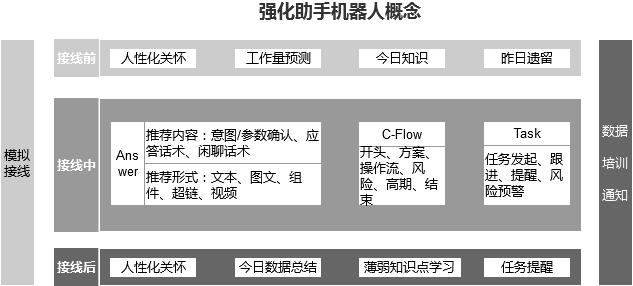 强化助手机器人概念
模拟
接线
接线前
人性化关怀
工作量预测
今日知识
昨日遗留
接线中
Ans
wer
推荐内容：意图/参数确认、应
答话术、闲聊话术
推荐形式：文本、图文、组
件、超链、视频
C-Flow
开头、方案、
操作流、风
险、高期、结
束
Task
任务发起、跟
进、提醒、风
险预警
接线后
人性化关怀
今日数据总结
薄弱知识点学习
任务提醒
数据
培训
通知